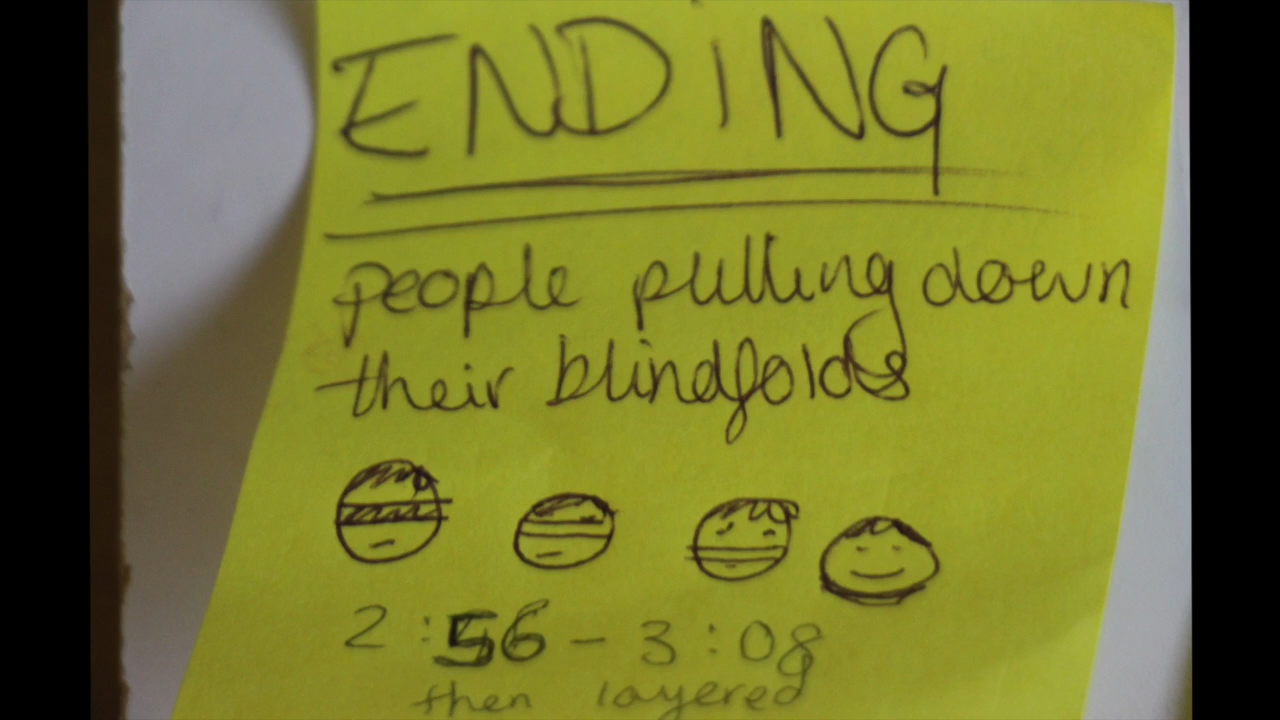 ENDiNG
people pulling down
their blindfolds
2:56 - 3:08
then layered